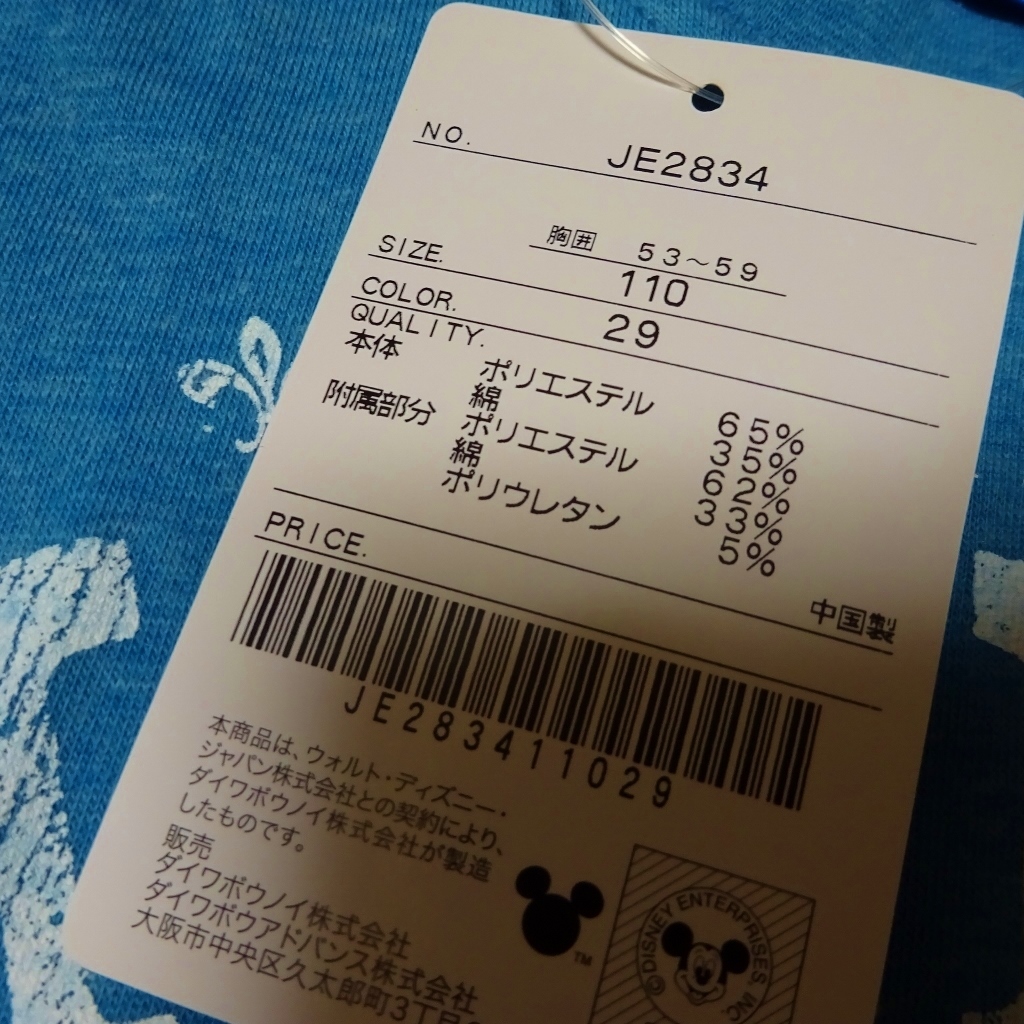 NO. JE2834
胸囲 53～59
SIZE. 110
COLOR. 29
QUALITY.
本体 ポリエステル 65%
綿 35%
附属部分 ポリエステル 62%
綿 33%
ポリウレタン 5%
中国製
PRICE.
JE283411029
本商品は、ウォルト・ディズニー・
ジャパン株式会社との契約により、
ダイワボウノイ株式会社が製造
したものです。
販売
ダイワボウノイ株式会社
ダイワボウアドバンス株式会社
大阪市中央区久太郎町3丁目
TM
©DISNEY ENTERPRISES, INC.